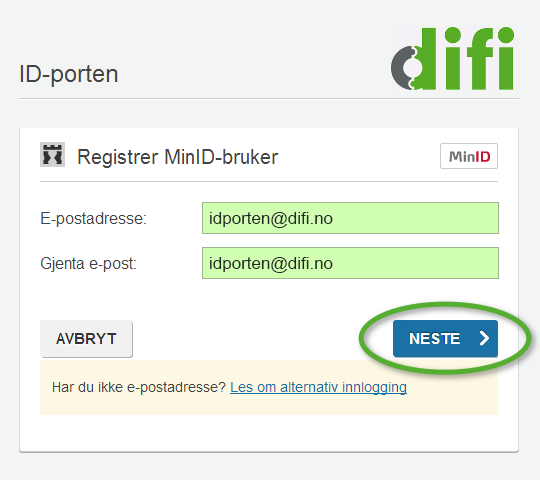 difi
ID-porten
Registrer MinID-bruker
MinID
E-postadresse: idporten@difi.no
Gjenta e-post: idporten@difi.no
AVBRYT
NESTE
Har du ikke e-postadresse? Les om alternativ innlogging